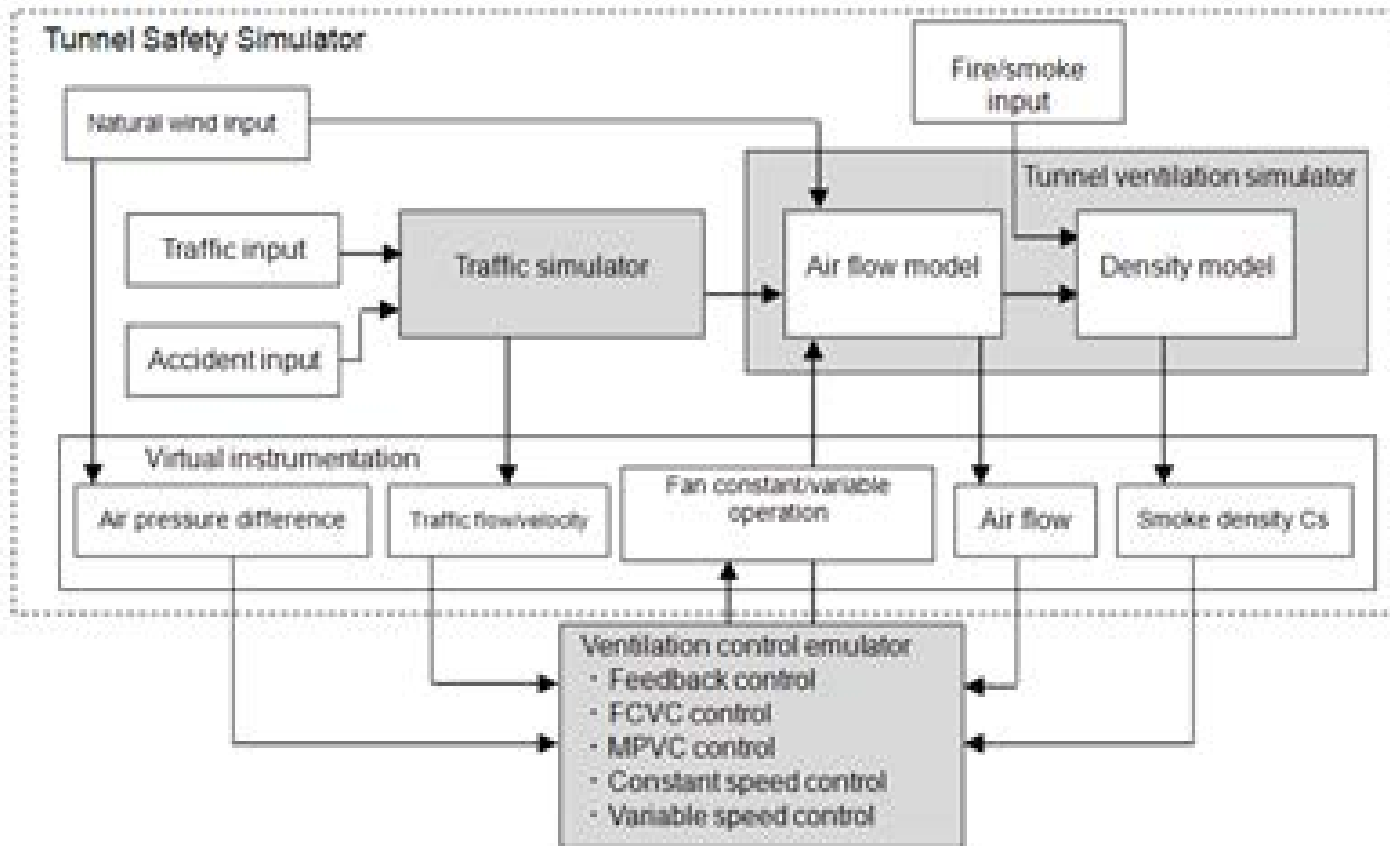 Tunnel Safety Simulator
Fire/smoke
input
Natural wind input
Tunnel ventilation simulator
Traffic input
Traffic simulator
Air flow model
Density model
Accident input
Virtual instrumentation
Air pressure difference
Traffic flow/velocity
Fan constant/variable
operation
Air flow
Smoke density Cs
Ventilation control emulator
・Feedback control
・FCVC control
・MPVC control
・Constant speed control
・Variable speed control